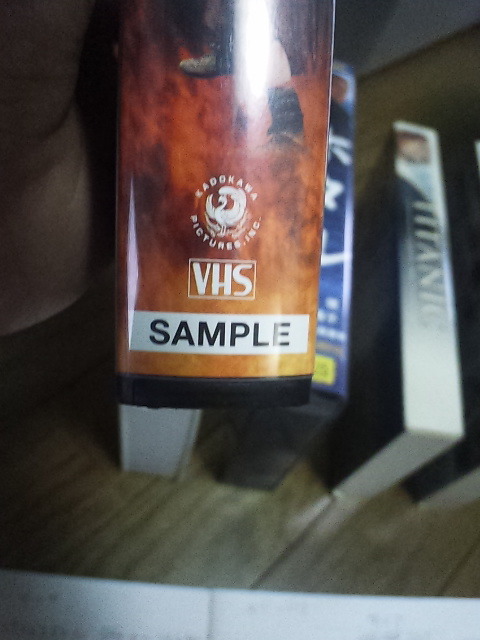 KADOKAWA
PICTURES, INC.
VHS
SAMPLE
TITANIC